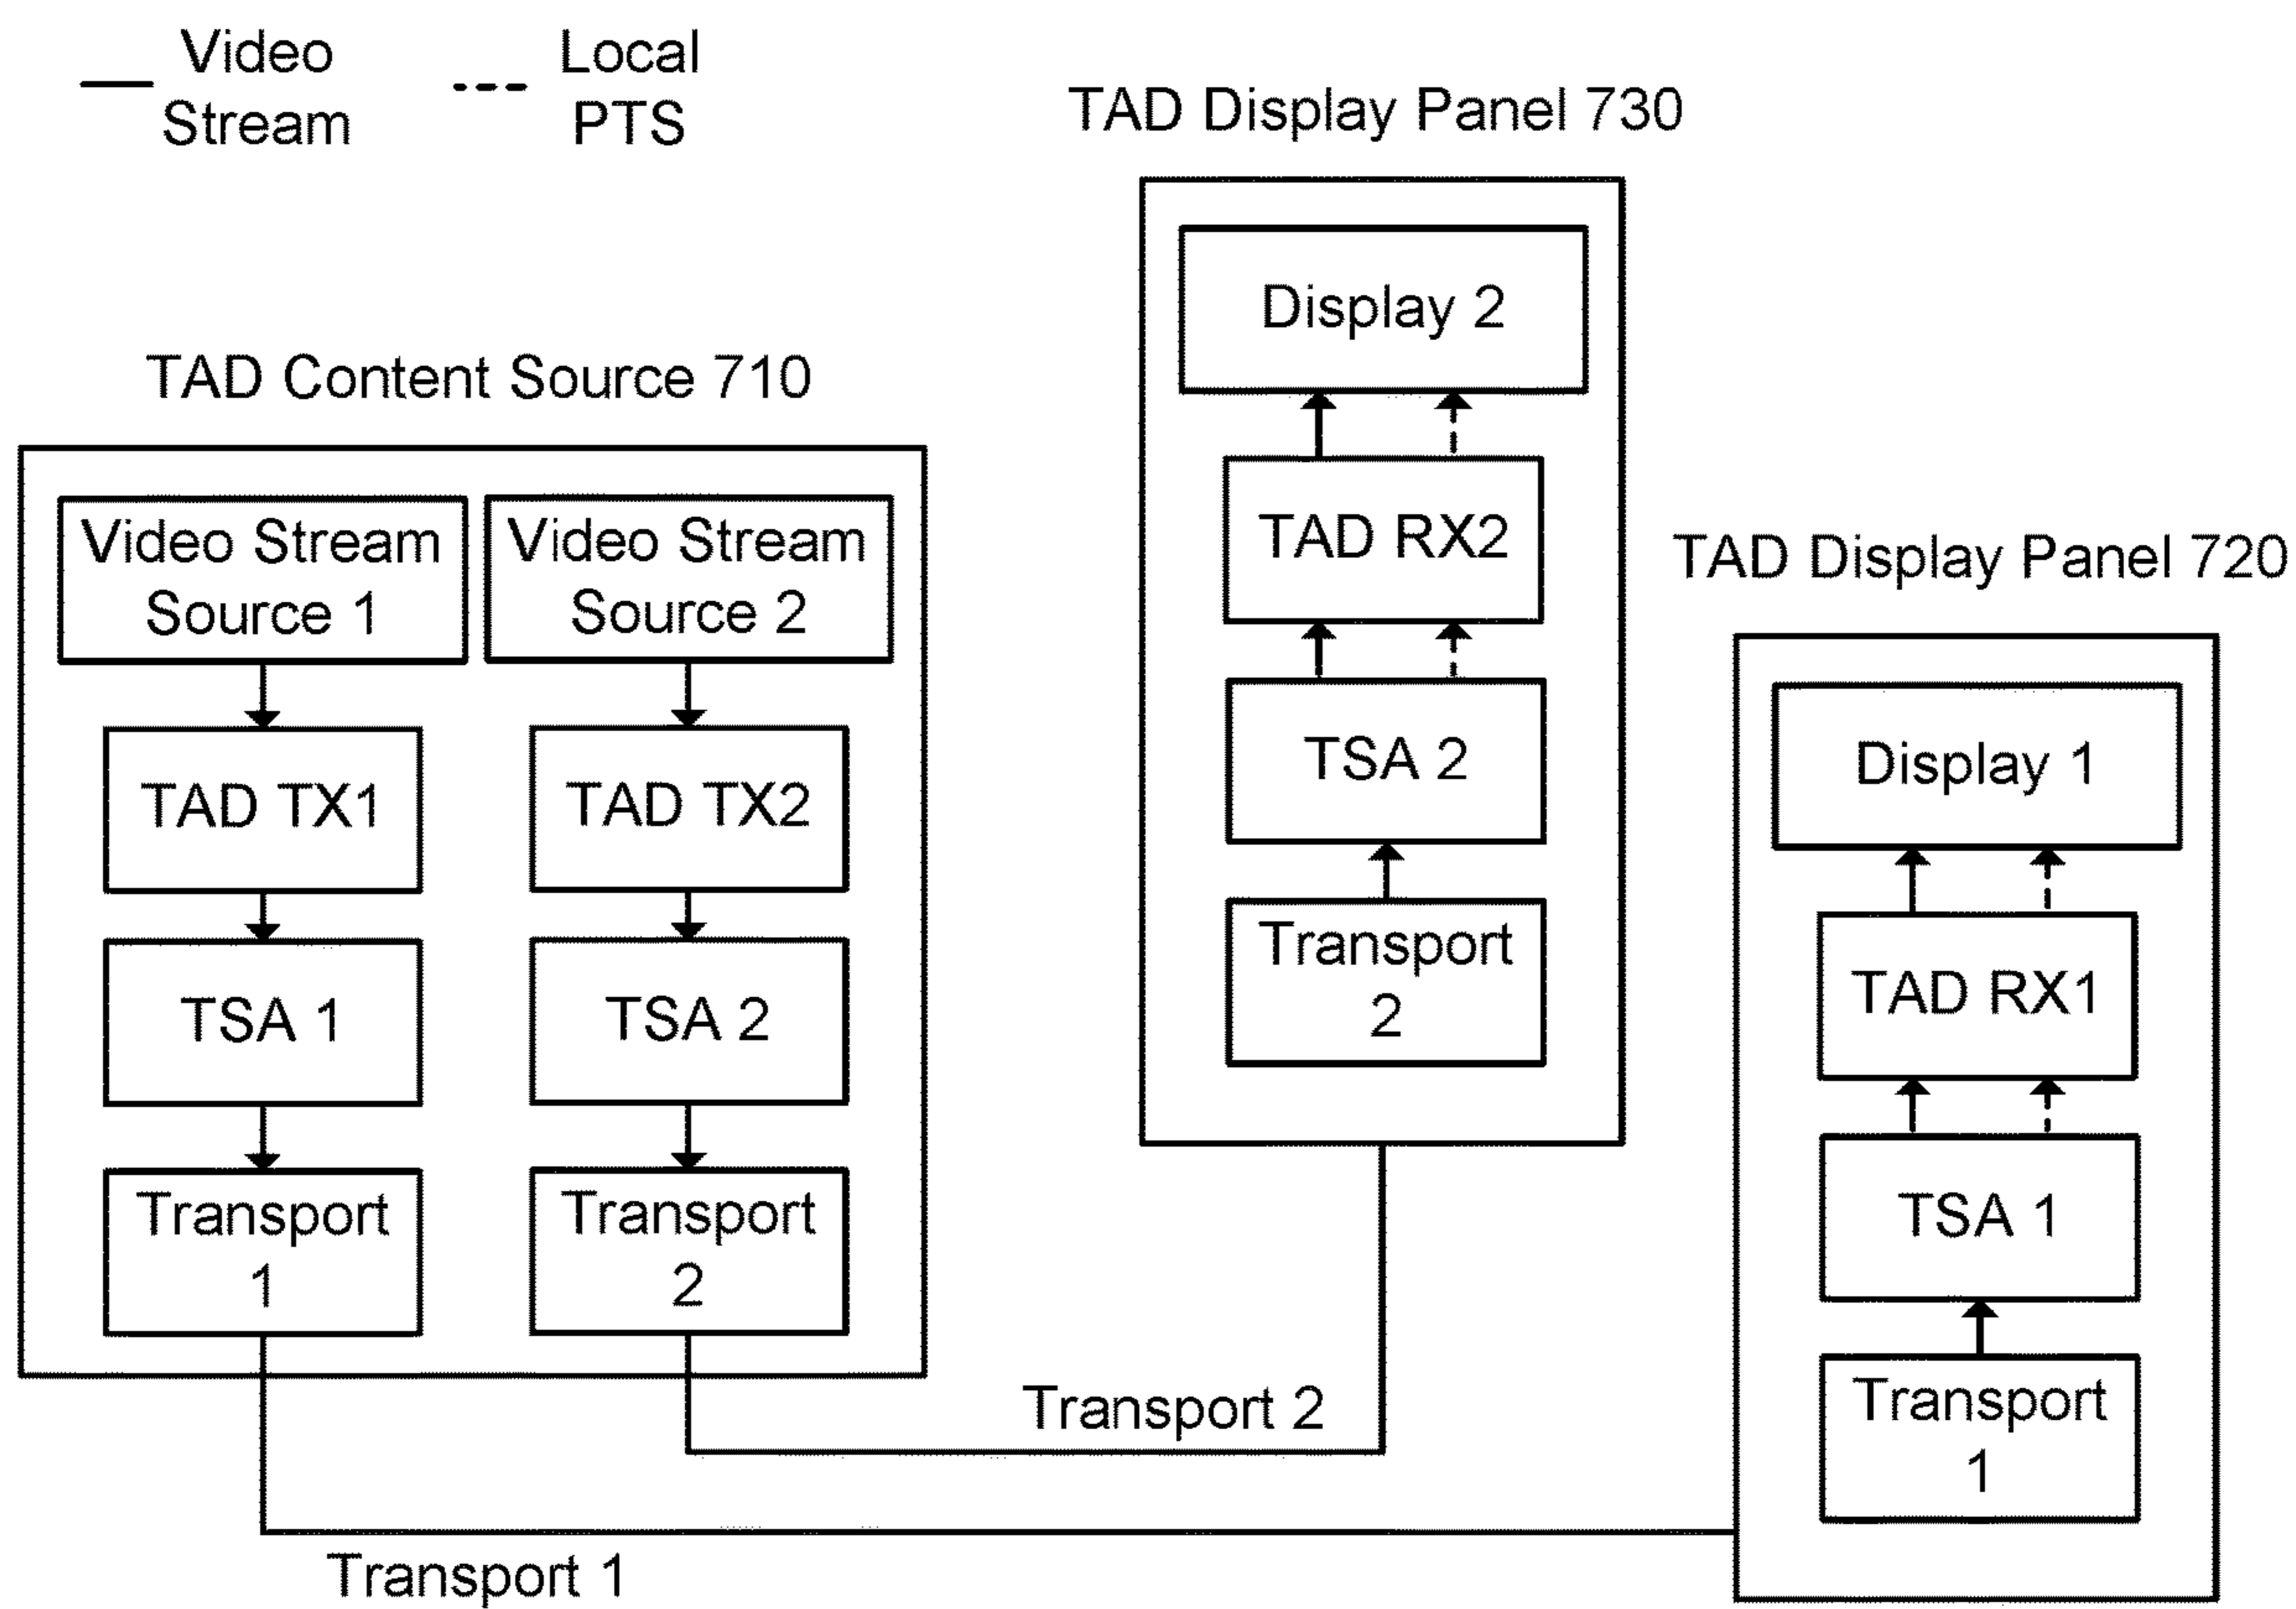 Video
Stream
Local
PTS
TAD Content Source 710
Video Stream
Source 1
Video Stream
Source 2
TAD TX1
TAD TX2
TSA 1
TSA 2
Transport
1
Transport
2
Transport 1
Transport 2
TAD Display Panel 730
Display 2
TAD RX2
TSA 2
Transport
2
TAD Display Panel 720
Display 1
TAD RX1
TSA 1
Transport
1